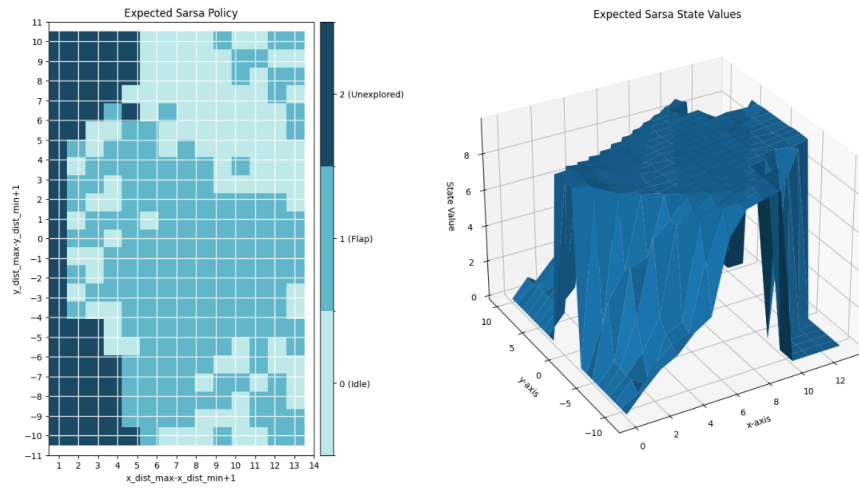 Expected Sarsa Policy
11
10
9
8
7
6
5
4
3
2
1
0
−1
−2
−3
−4
−5
−6
−7
−8
−9
−10
−11
y_dist_max-y_dist_min+1
1 2 3 4 5 6 7 8 9 10 11 12 13 14
x_dist_max-x_dist_min+1
2 (Unexplored)
1 (Flap)
0 (Idle)
Expected Sarsa State Values
8
6
4
2
0
State Value
10
5
0
−5
−10
y-axis
0 2 4 6 8 10 12
x-axis